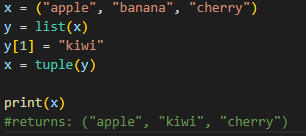 x = ("apple", "banana", "cherry")
y = list(x)
y[1] = "kiwi"
x = tuple(y)
print(x)
#returns: ("apple", "kiwi", "cherry")